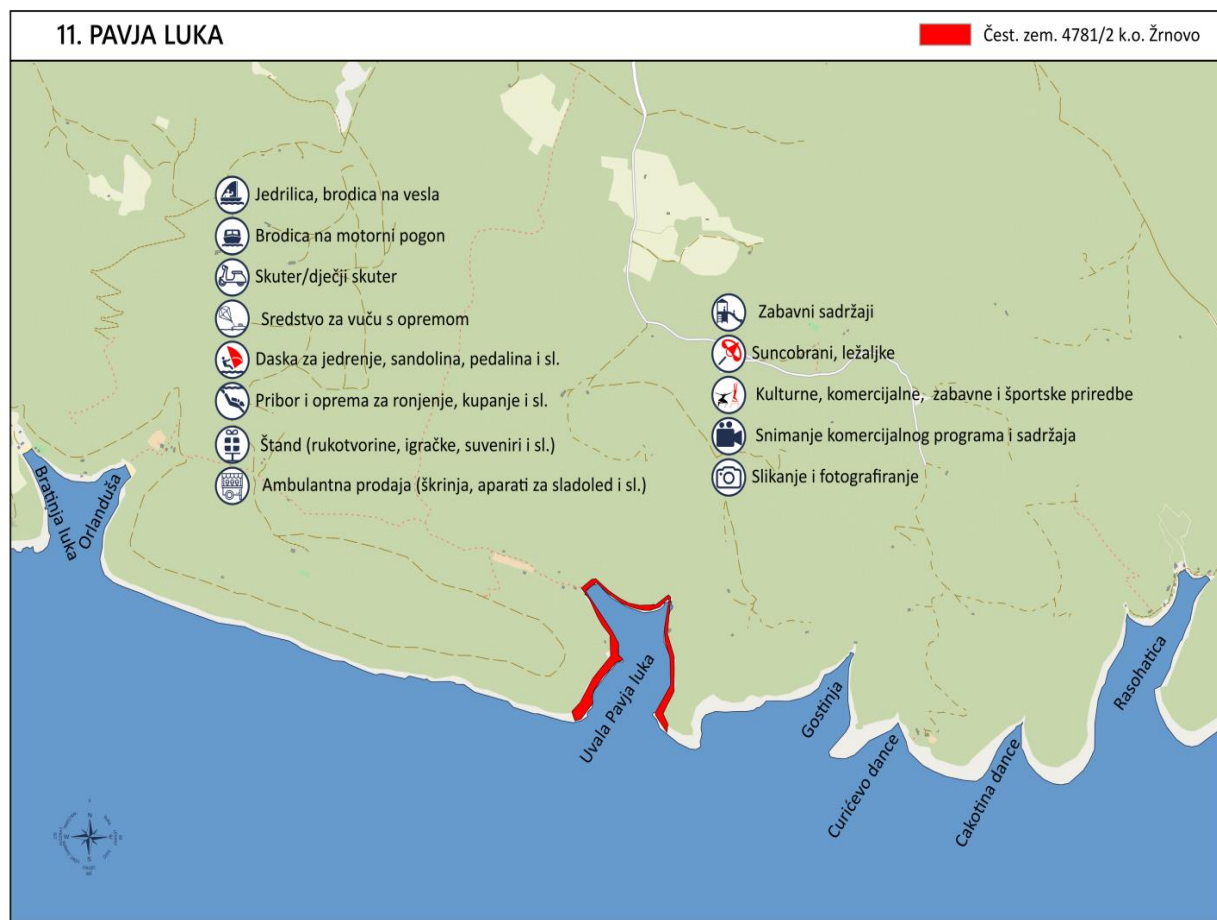 11. PAVJA LUKA
Čest. zem. 4781/2 k.o. Žrnovo
Jedrilica, brodica na vesla
Brodica na motorni pogon
Skuter/dječji skuter
Sredstvo za vuču s opremom
Daska za jedrenje, sandolina, pedalina i sl.
Pribor i oprema za ronjenje, kupanje i sl.
Štand (rukotvorine, igračke, suveniri i sl.)
Ambulantna prodaja (škrinja, aparati za sladoled i sl.)
Zabavni sadržaji
Suncobrani, ležaljke
Kulturne, komercijalne, zabavne i športske priredbe
Snimanje komercijalnog programa i sadržaja
Slikanje i fotografiranje
Bratinja luka
Orlanduša
Uvala Pavja luka
Gostinja
Curićevo dance
Cakotina dance
Rasohatica
N
W
E
S